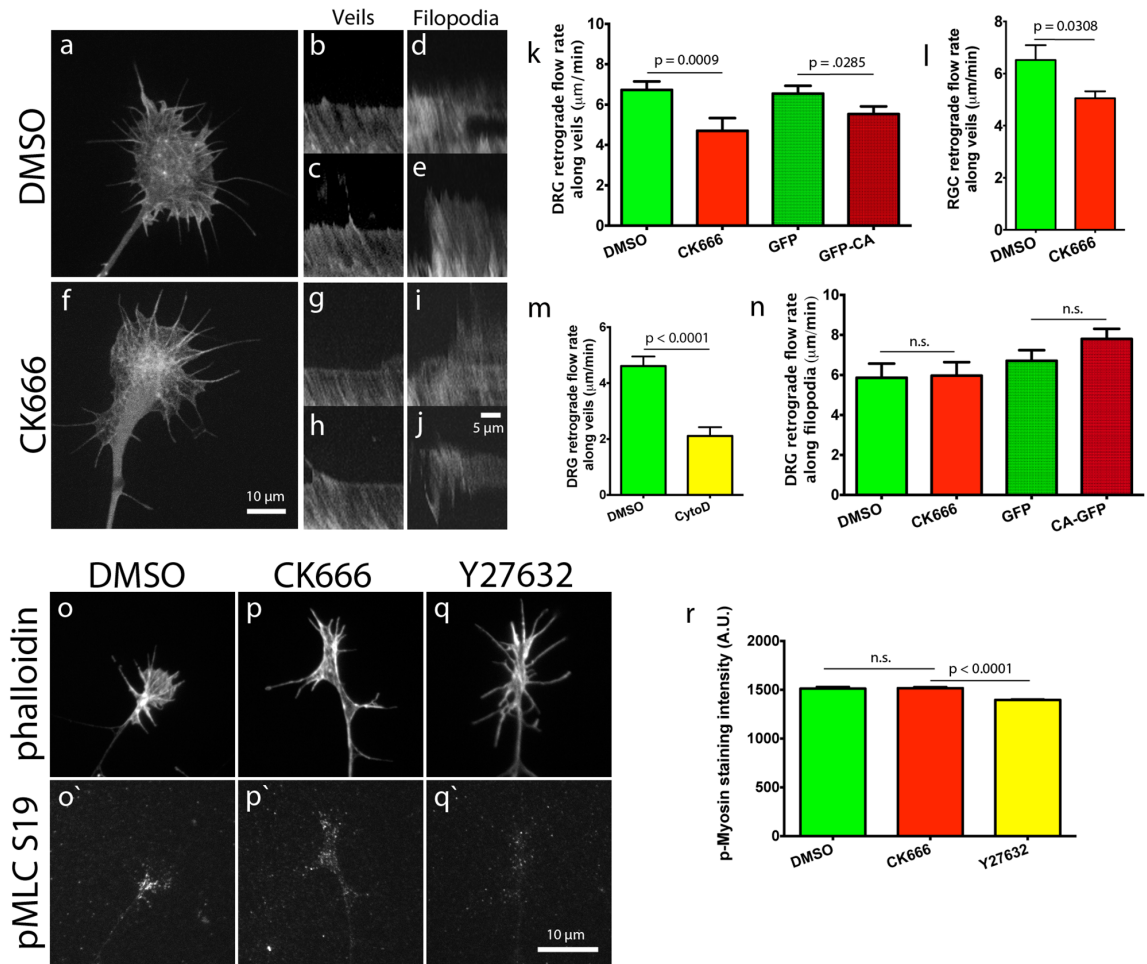 Veils Filopodia
DMSO
a
b
d
c
e
CK666
f
10 µm
g
i
5 µm
h
j
k
DRG retrograde flow rate
along veils (µm/min)
10
8
6
4
2
0
p = 0.0009
p = .0285
DMSO
CK666
GFP
GFP-CA
l
RGC retrograde flow rate
along veils (µm/min)
8
6
4
2
0
p = 0.0308
DMSO
CK666
m
DRG retrograde flow rate
along veils (µm/min)
6
4
2
0
p < 0.0001
DMSO
CytoD
n
DRG retrograde flow rate
along filopodia (µm/min)
10
8
6
4
2
0
n.s.
n.s.
DMSO
CK666
GFP
CA-GFP
DMSO CK666 Y27632
phalloidin
o
p
q
pMLC S19
o`
p`
q`
10 µm
r
p-Myosin staining intensity (A.U.)
2000
1500
1000
500
0
n.s.
p < 0.0001
DMSO
CK666
Y27632